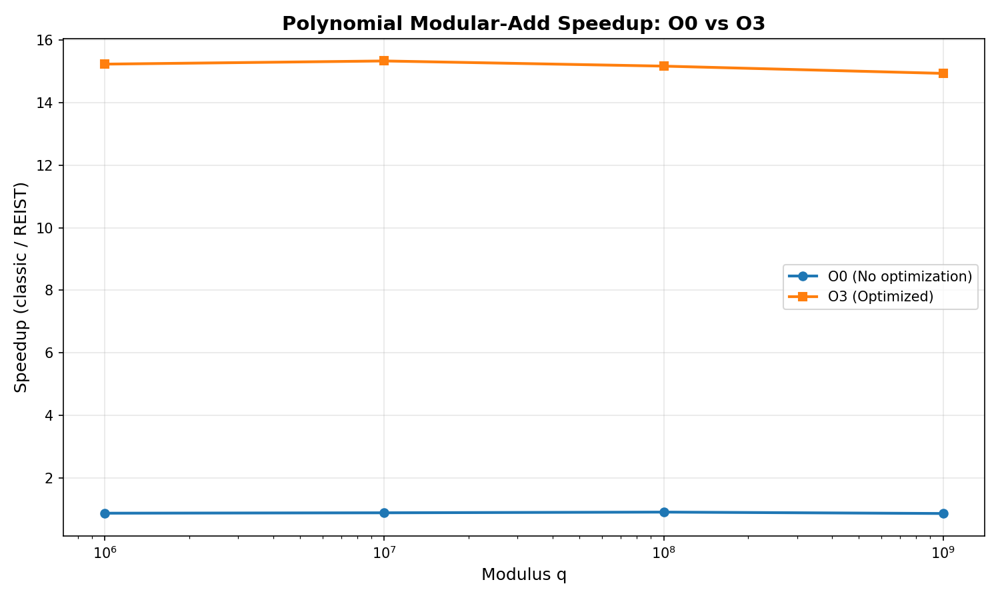 Polynomial Modular-Add Speedup: O0 vs O3
Speedup (classic / REIST)
16
14
12
10
8
6
4
2
O0 (No optimization)
O3 (Optimized)
10⁶
10⁷
10⁸
10⁹
Modulus q